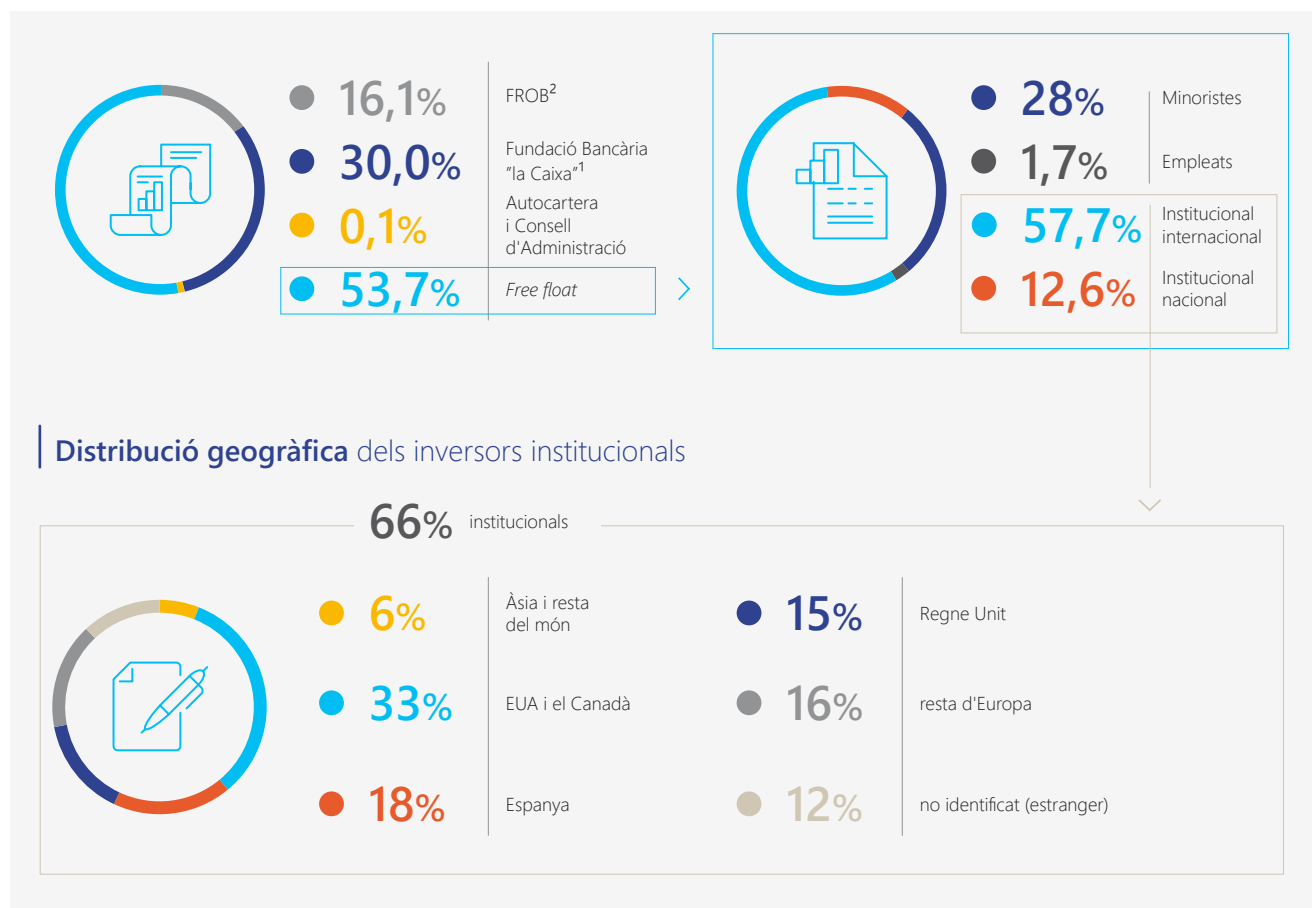 16,1%
FROB²
30,0%
Fundació Bancària
"la Caixa"¹
0,1%
Autocartera
i Consell
d'Administració
53,7%
Free float
28%
Minoristes
1,7%
Empleats
57,7%
Institucional
internacional
12,6%
Institucional
nacional
Distribució geogràfica dels inversors institucionals
66% institucionals
6%
Àsia i resta
del món
33%
EUA i el Canadà
18%
Espanya
15%
Regne Unit
16%
resta d'Europa
12%
no identificat (estranger)